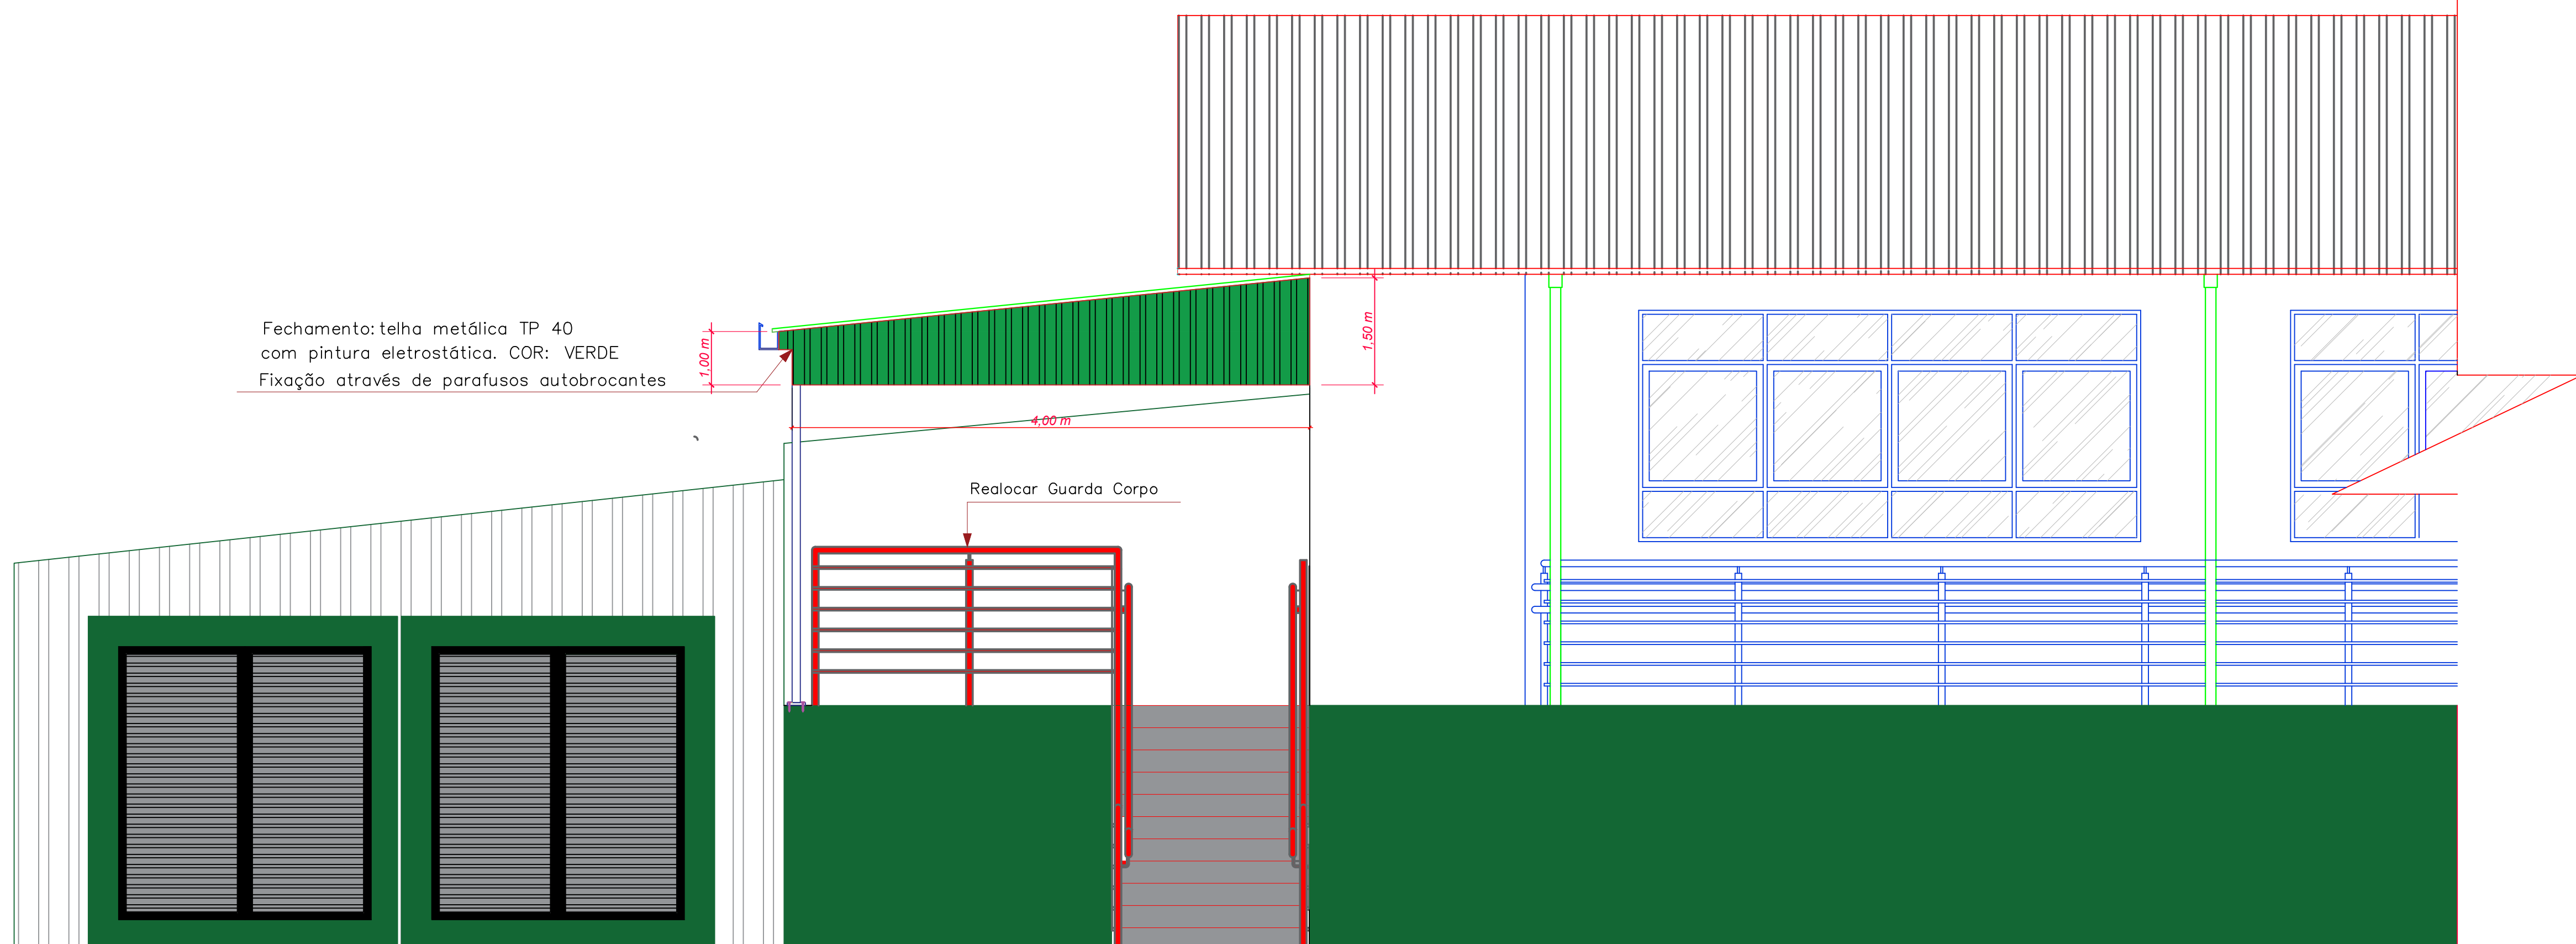 Fechamento: telha metálica TP 40
com pintura eletrostática. COR: VERDE
Fixação através de parafusos autobrocantes
1,00 m
1,50 m
4,00 m
Realocar Guarda Corpo